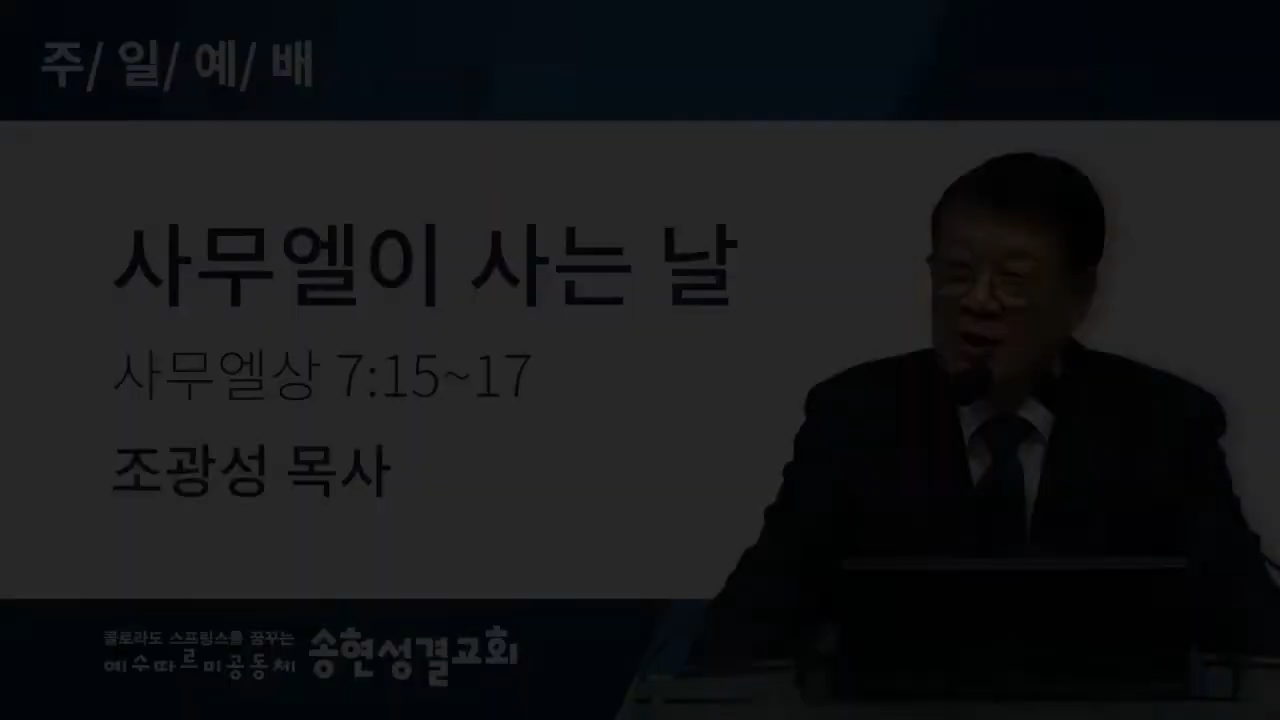 주/ 일/ 예/ 배
사무엘이 사는 날
사무엘상 7:15~17
조광성 목사
콜로라도 스프링스를 꿈꾸는
예수따르미공동체 송현성결교회